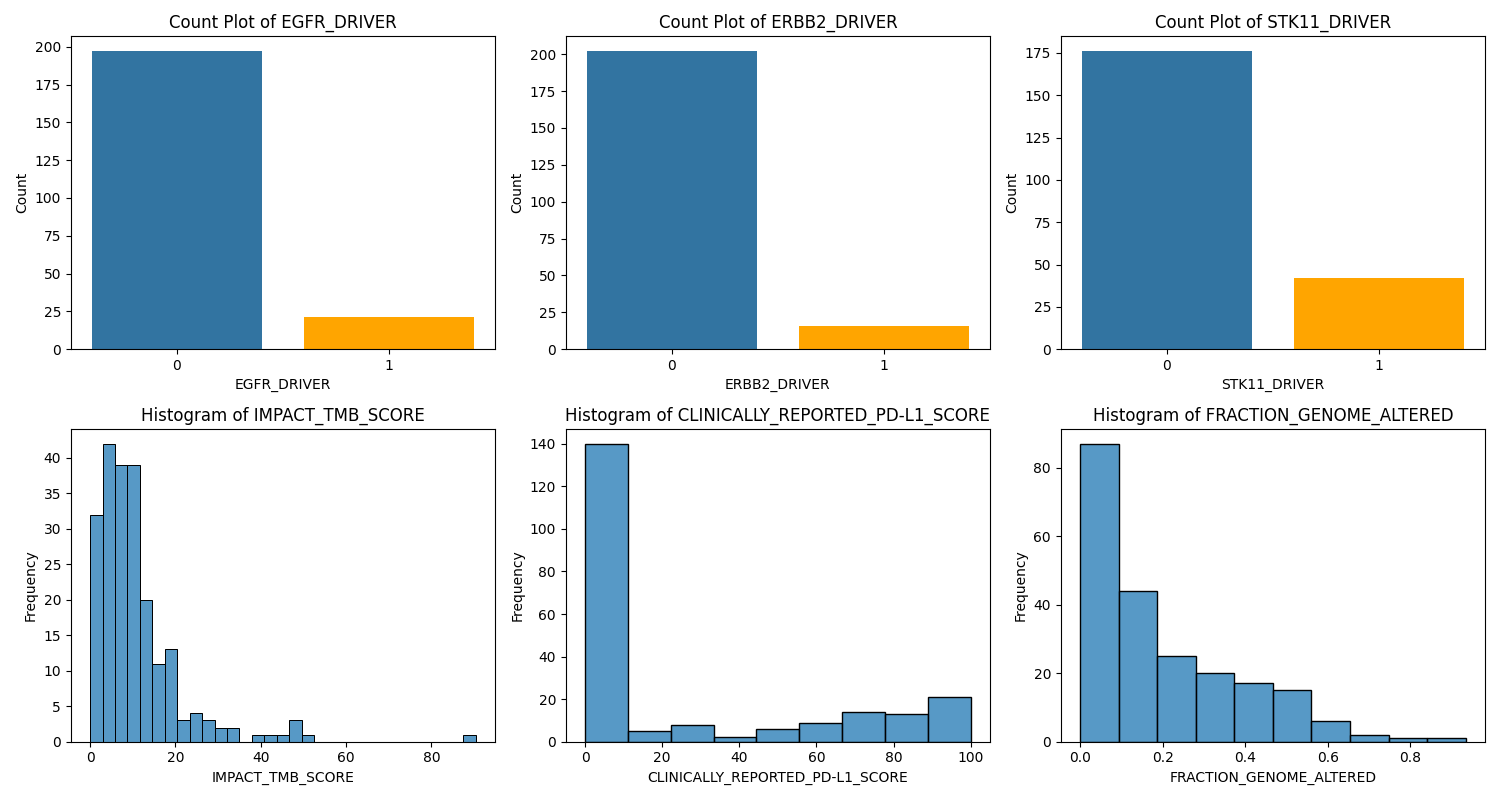 Count Plot of EGFR_DRIVER
200
175
150
125
100
75
50
25
0
Count
0 1
EGFR_DRIVER
Count Plot of ERBB2_DRIVER
200
175
150
125
100
75
50
25
0
Count
0 1
ERBB2_DRIVER
Count Plot of STK11_DRIVER
175
150
125
100
75
50
25
0
Count
0 1
STK11_DRIVER
Histogram of IMPACT_TMB_SCORE
40
35
30
25
20
15
10
5
0
Frequency
0 20 40 60 80
IMPACT_TMB_SCORE
Histogram of CLINICALLY_REPORTED_PD-L1_SCORE
140
120
100
80
60
40
20
0
Frequency
0 20 40 60 80 100
CLINICALLY_REPORTED_PD-L1_SCORE
Histogram of FRACTION_GENOME_ALTERED
80
60
40
20
0
Frequency
0.0 0.2 0.4 0.6 0.8
FRACTION_GENOME_ALTERED